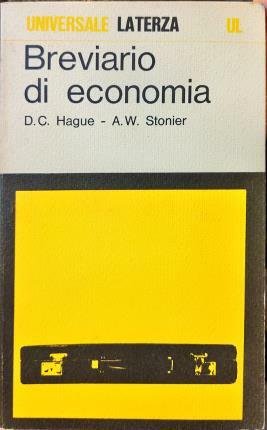 UNIVERSALE LATERZA UL
Breviario
di economia
D.C. Hague - A.W. Stonier